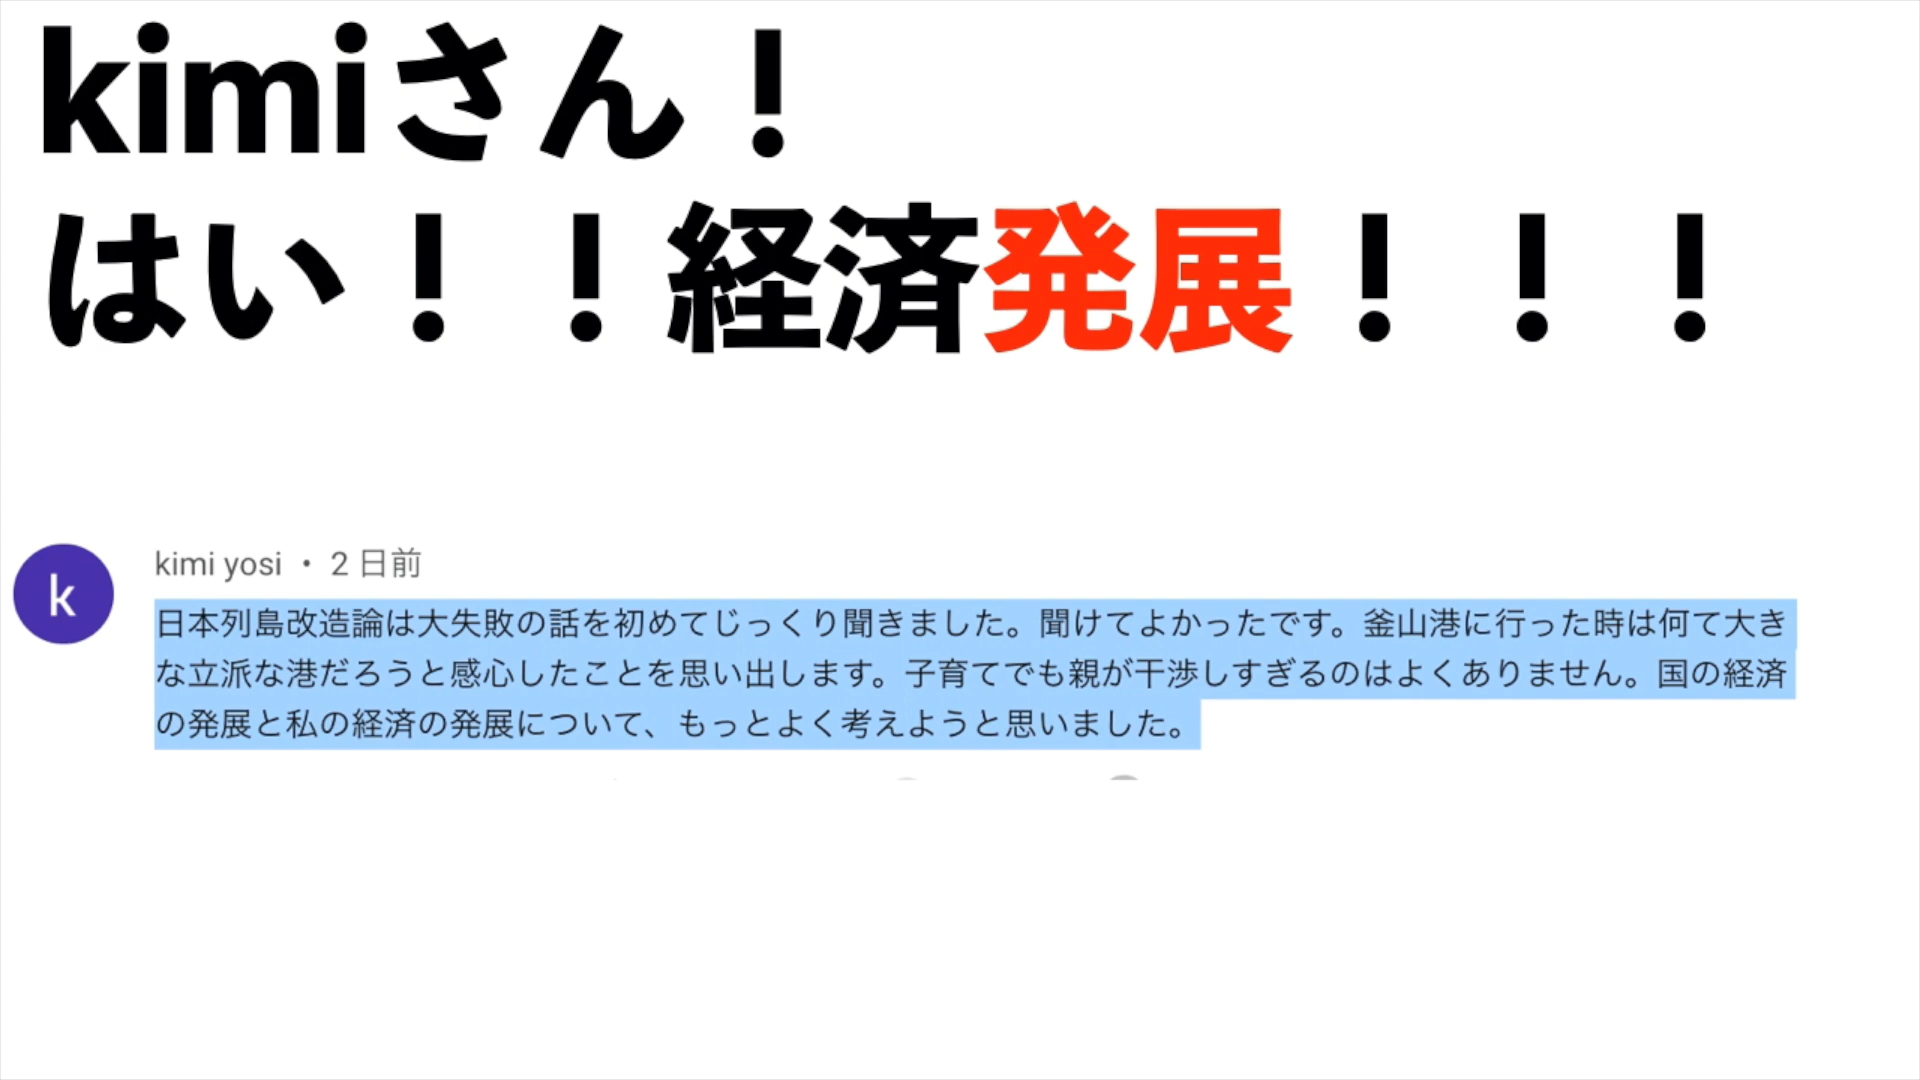 kimiさん！
はい！！経済発展！！！
k
kimi yosi • 2 日前
日本列島改造論は大失敗の話を初めてじっくり聞きました。聞けてよかったです。釜山港に行った時は何て大き
な立派な港だろうと感心したことを思い出します。子育てでも親が干渉しすぎるのはよくありません。国の経済
の発展と私の経済の発展について、もっとよく考えようと思いました。